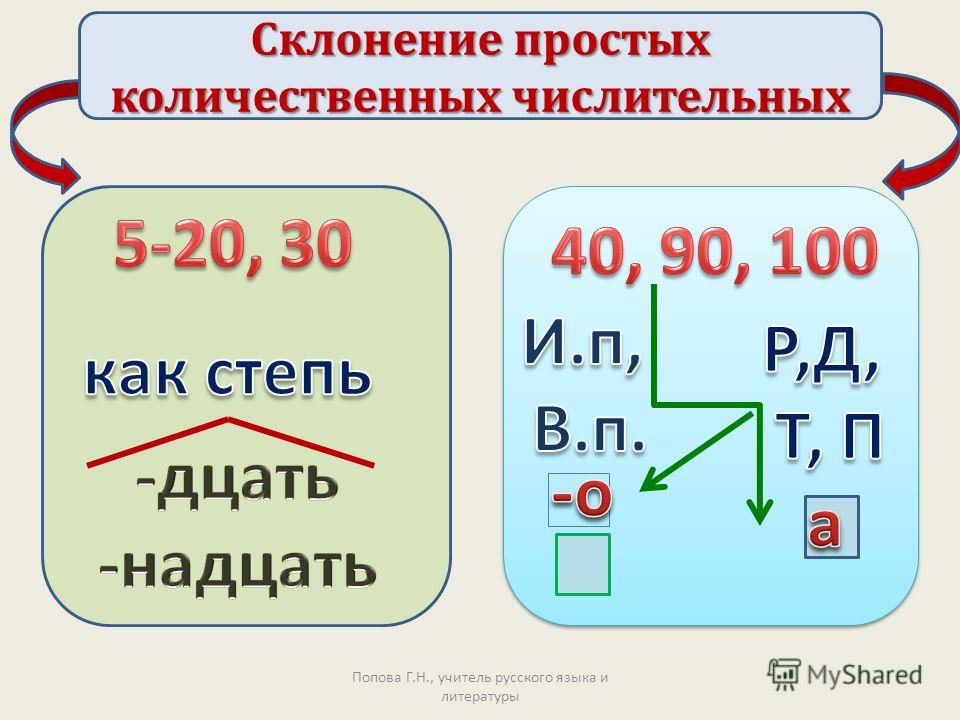 Склонение простых
количественных числительных
5-20, 30
как степь
-дцать
-надцать
40, 90, 100
И.п,
В.п.
-о
Р,Д,
Т, П
а
Попова Г.Н., учитель русского языка и
литературы
MyShared